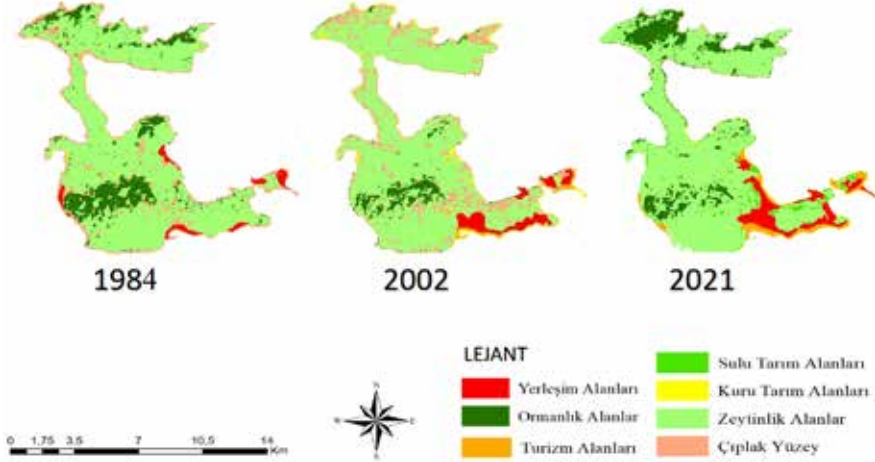 1984
2002
2021
LEJANT
Yerleşim Alanları
Ormanlık Alanlar
Turizm Alanları
Sulu Tarım Alanları
Kuru Tarım Alanları
Zeytinlik Alanlar
Çıplak Yüzey
0 1,75 3,5 7 10,5 14
Km